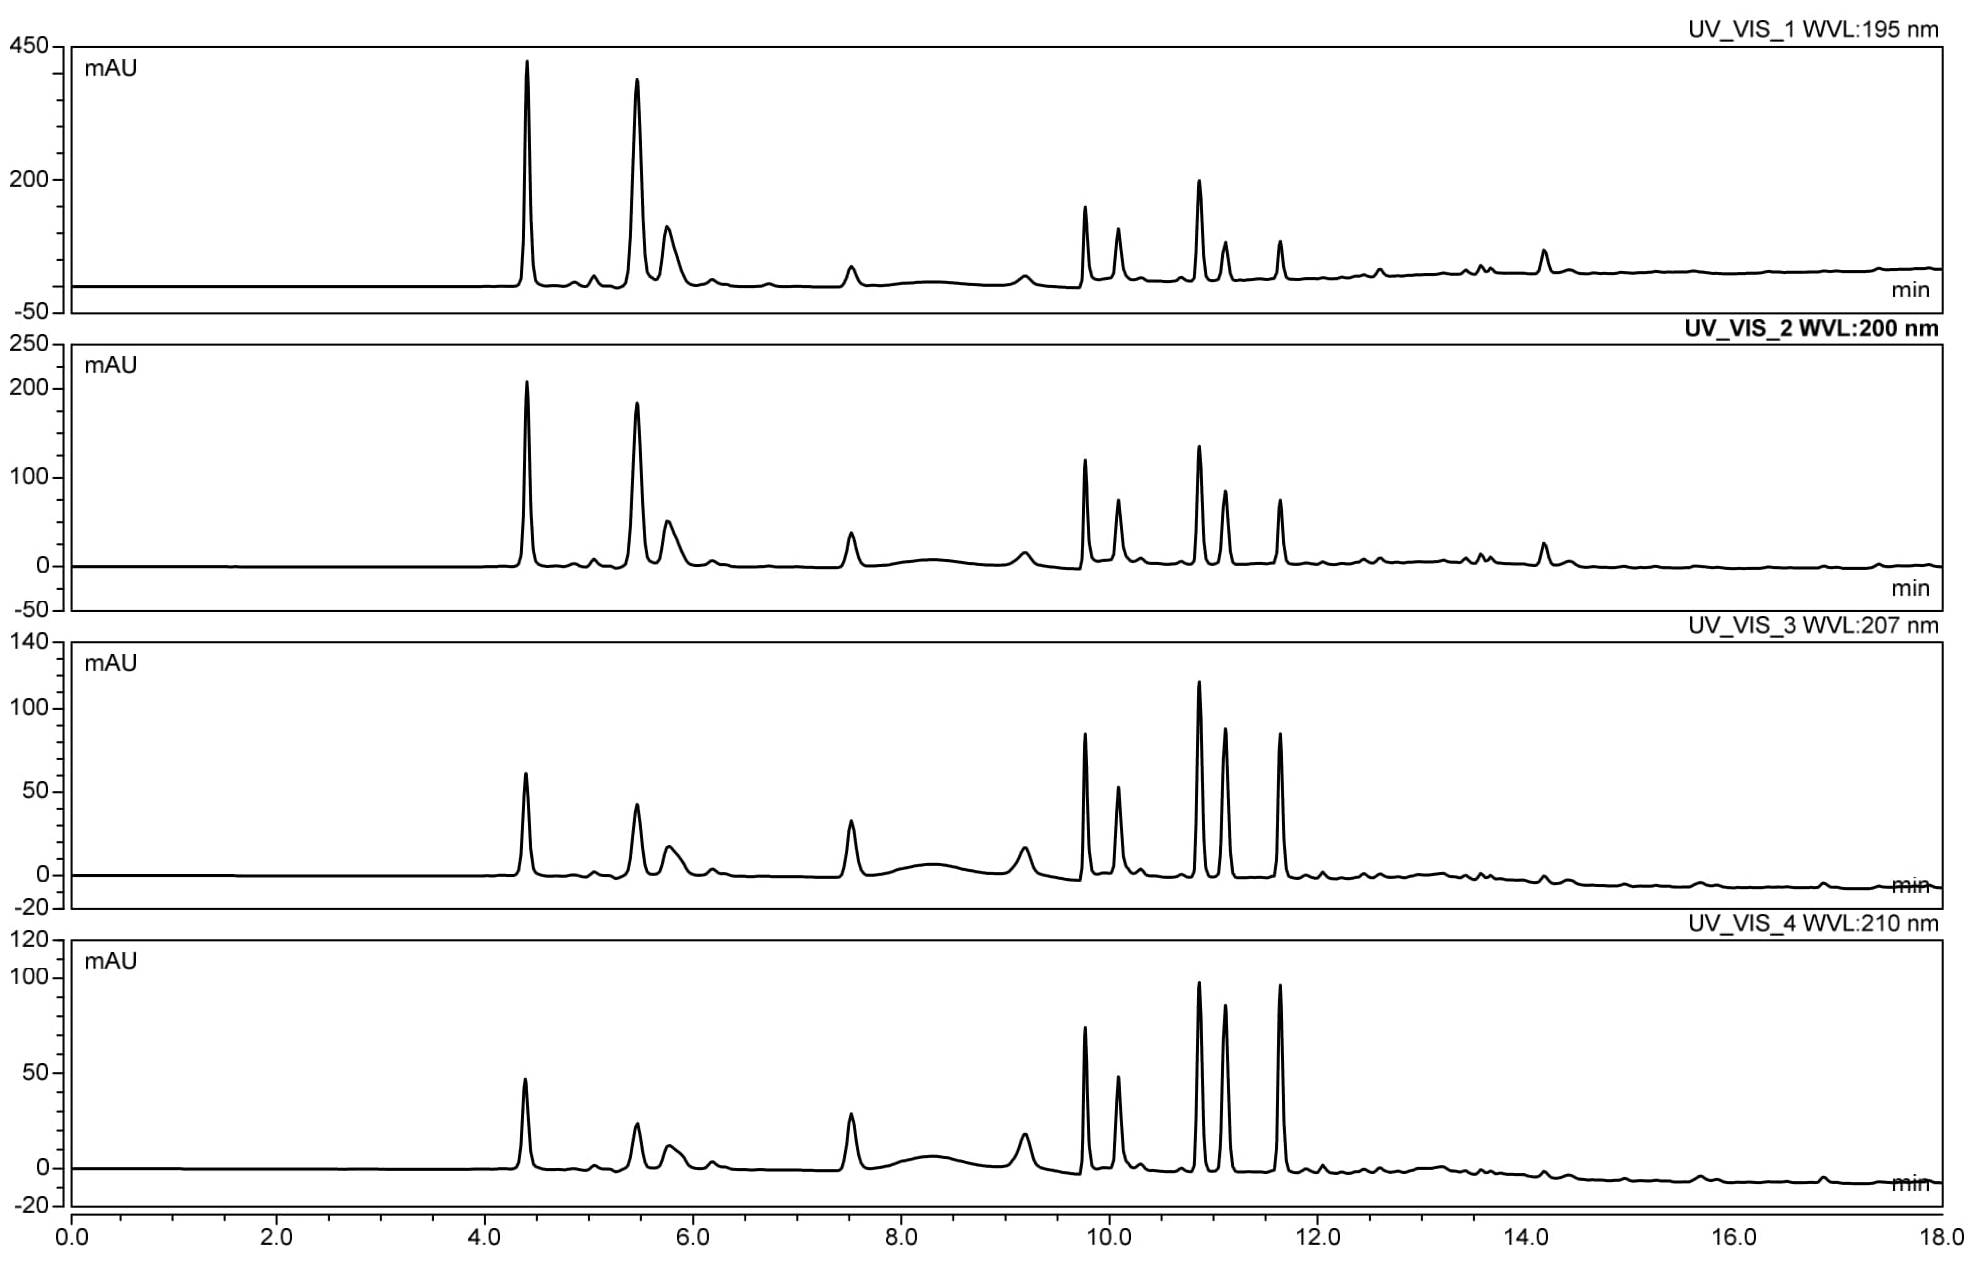 UV_VIS_1 WVL:195 nm
450
mAU
200
min
-50
UV_VIS_2 WVL:200 nm
250
mAU
200
100
0
min
-50
UV_VIS_3 WVL:207 nm
140
mAU
100
50
0
min
-20
UV_VIS_4 WVL:210 nm
120
mAU
100
50
0
min
-20
0.0 2.0 4.0 6.0 8.0 10.0 12.0 14.0 16.0 18.0